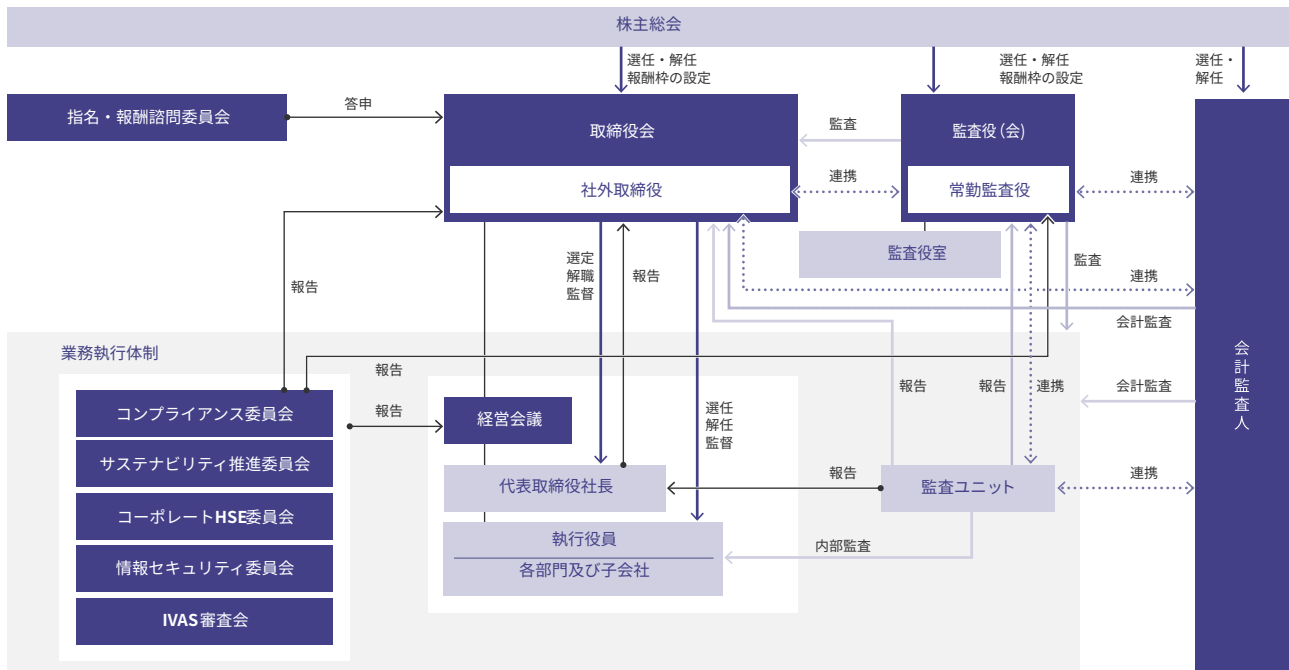 株主総会
選任・解任
報酬枠の設定
選任・解任
報酬枠の設定
選任・
解任
指名・報酬諮問委員会
答申
取締役会
監査
監査役（会）
社外取締役
連携
常勤監査役
連携
監査役室
選定
解職
監督
報告
報告
監査
連携
会計監査
業務執行体制
報告
報告
コンプライアンス委員会
サステナビリティ推進委員会
コーポレートHSE委員会
情報セキュリティ委員会
IVAS審査会
経営会議
選任
解任
監督
報告
報告
連携
会計監査
代表取締役社長
報告
監査ユニット
連携
執行役員
各部門及び子会社
内部監査
会計監査人